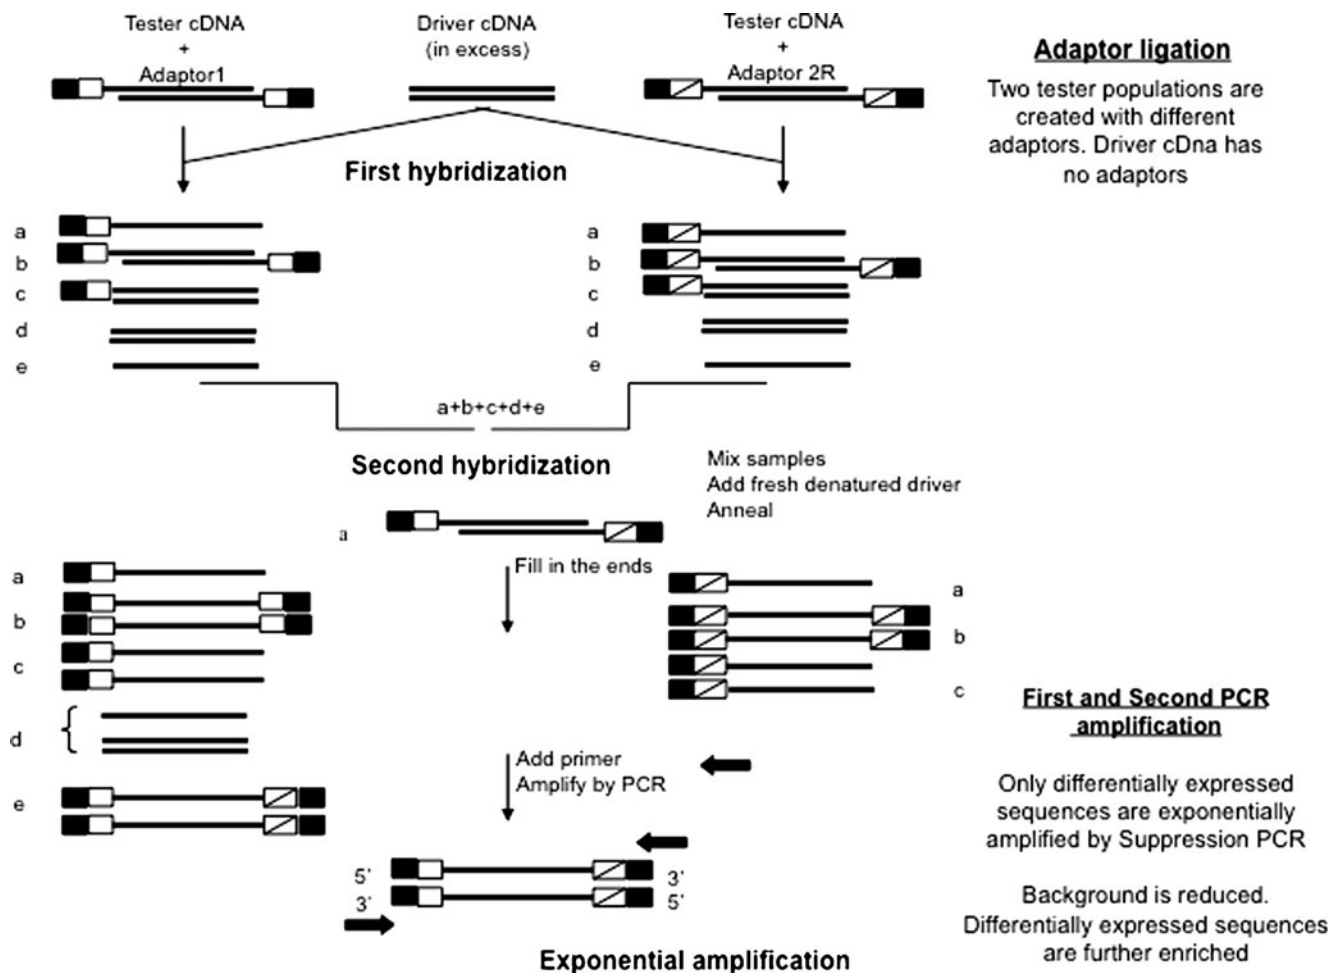 Tester cDNA
+
Adaptor1
Driver cDNA
(in excess)
Tester cDNA
+
Adaptor 2R
Adaptor ligation
Two tester populations are
created with different
adaptors. Driver cDna has
no adaptors
First hybridization
a
b
c
d
e
a
b
c
d
e
a+b+c+d+e
Second hybridization
Mix samples
Add fresh denatured driver
Anneal
a
Fill in the ends
a
b
c
d
e
a
b
c
Add primer
Amplify by PCR
5'
3'
3'
5'
Exponential amplification
First and Second PCR
amplification
Only differentially expressed
sequences are exponentially
amplified by Suppression PCR
Background is reduced.
Differentially expressed sequences
are further enriched